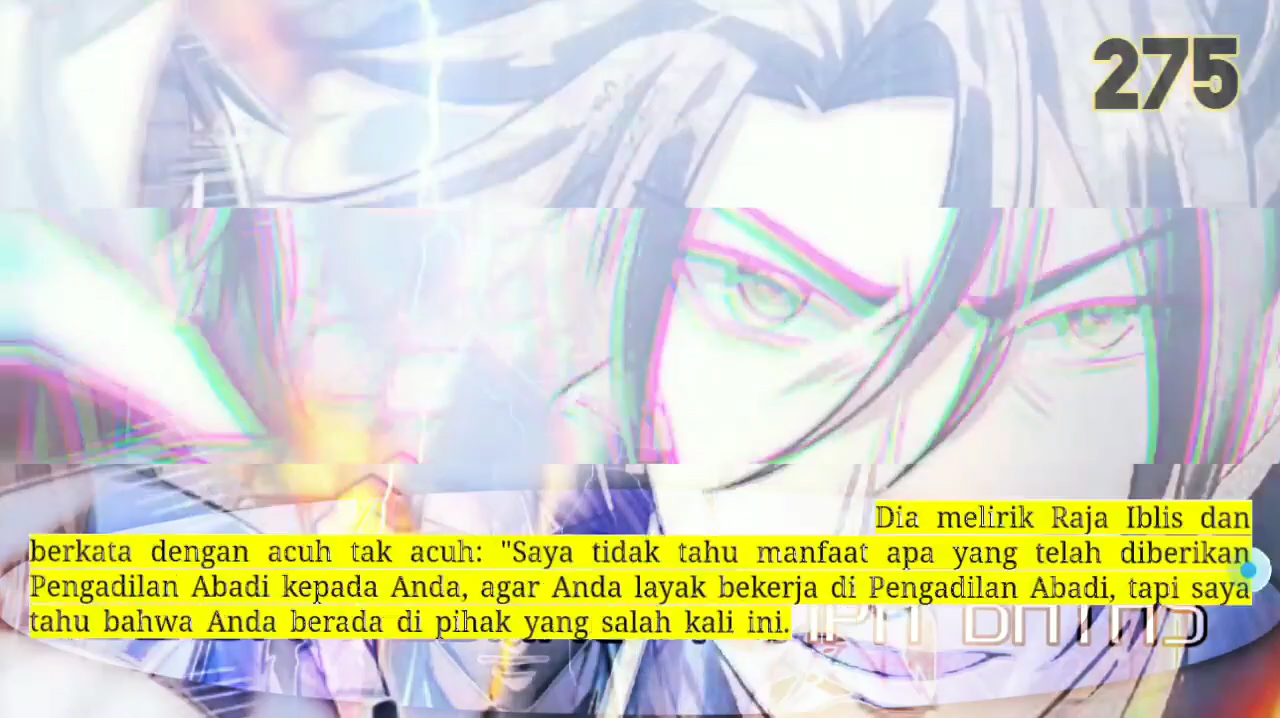 275
Dia melirik Raja Iblis dan
berkata dengan acuh tak acuh: "Saya tidak tahu manfaat apa yang telah diberikan
Pengadilan Abadi kepada Anda, agar Anda layak bekerja di Pengadilan Abadi, tapi saya
tahu bahwa Anda berada di pihak yang salah kali ini.